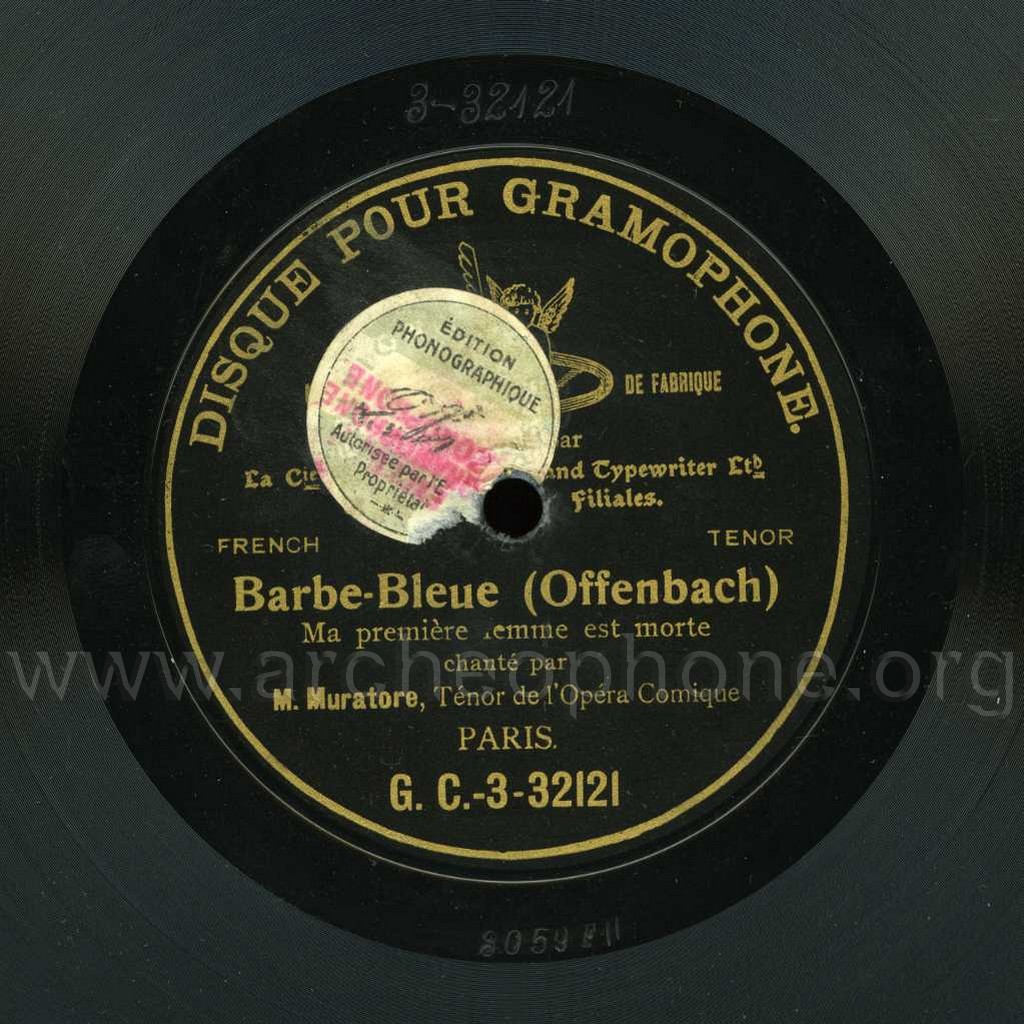 3-32121
DISQUE POUR GRAMOPHONE.
DE FABRIQUE
ÉDITION
PHONOGRAPHIQUE
Autorisée par l'E
Propriétai
ar
La Cie and Typewriter Ltd
Filiales.
FRENCH TENOR
Barbe-Bleue (Offenbach)
Ma première femme est morte
www.archeophone.org
chanté par
M. Muratore, Ténor de l'Opéra Comique
PARIS.
G. C.-3-32121